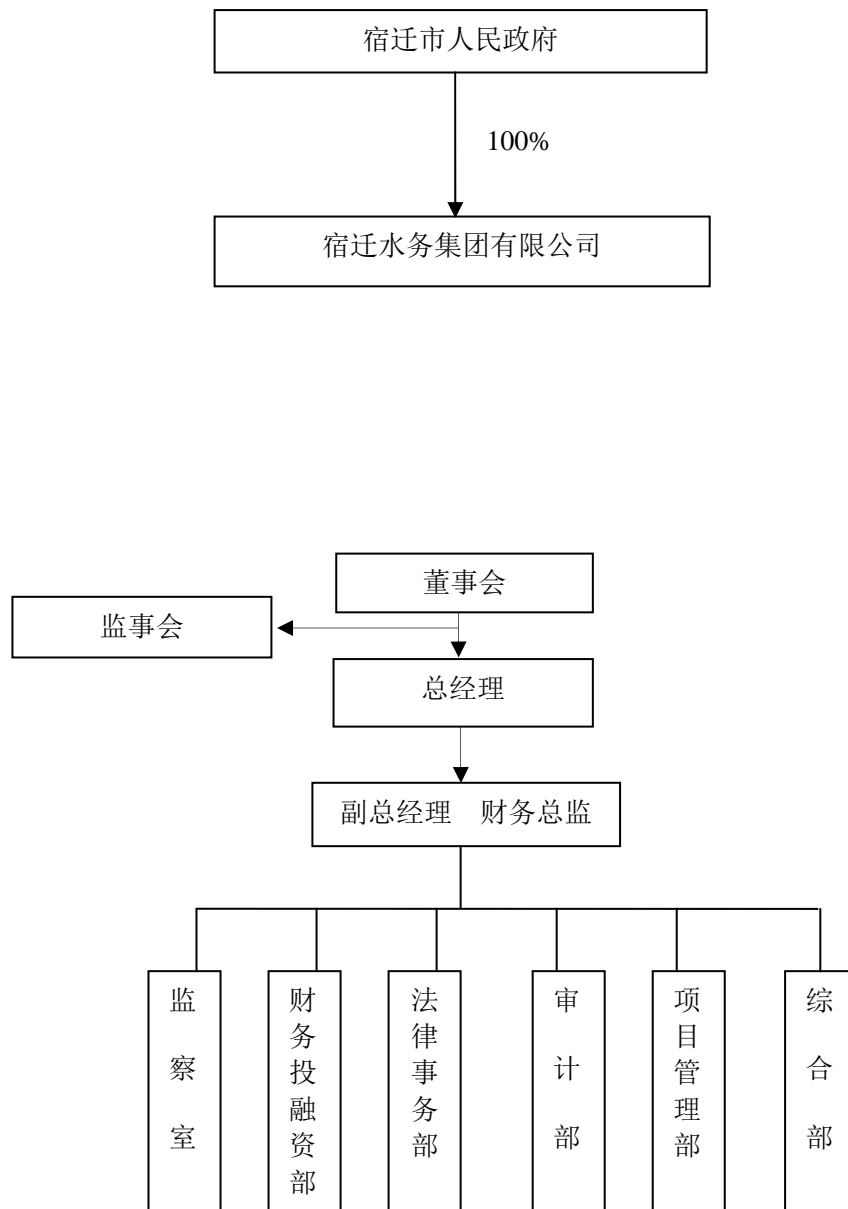 宿迁市人民政府
100%
宿迁水务集团有限公司
董事会
监事会
总经理
副总经理　财务总监
监察室
财务投融资部
法律事务部
审计部
项目管理部
综合部